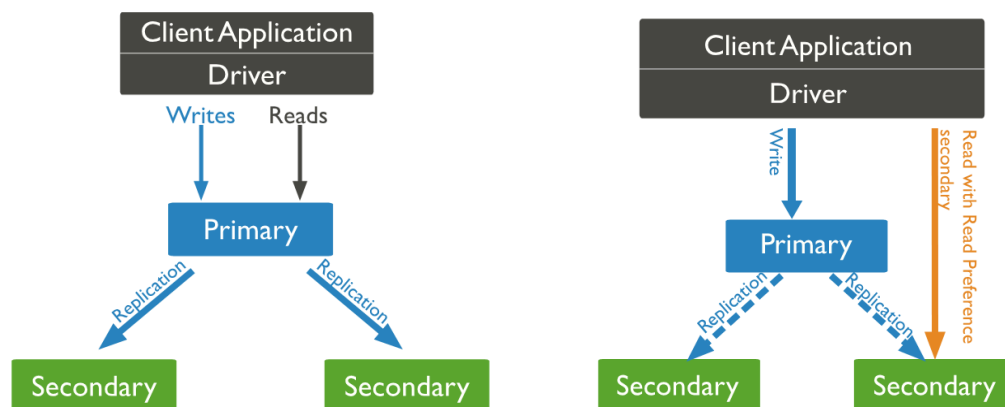 Client Application
Driver
Writes
Reads
Primary
Replication
Replication
Secondary
Secondary
Client Application
Driver
Write
Read with Read Preference
secondary
Primary
Replication
Replication
Secondary
Secondary